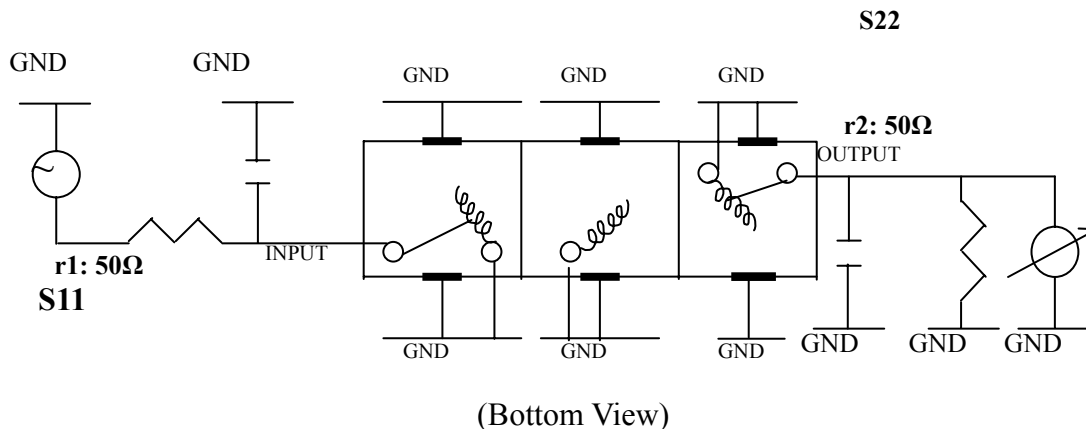 S22
GND
GND
GND
GND
GND
r2: 50Ω
OUTPUT
INPUT
r1: 50Ω
S11
GND
GND
GND
GND
GND
GND
(Bottom View)